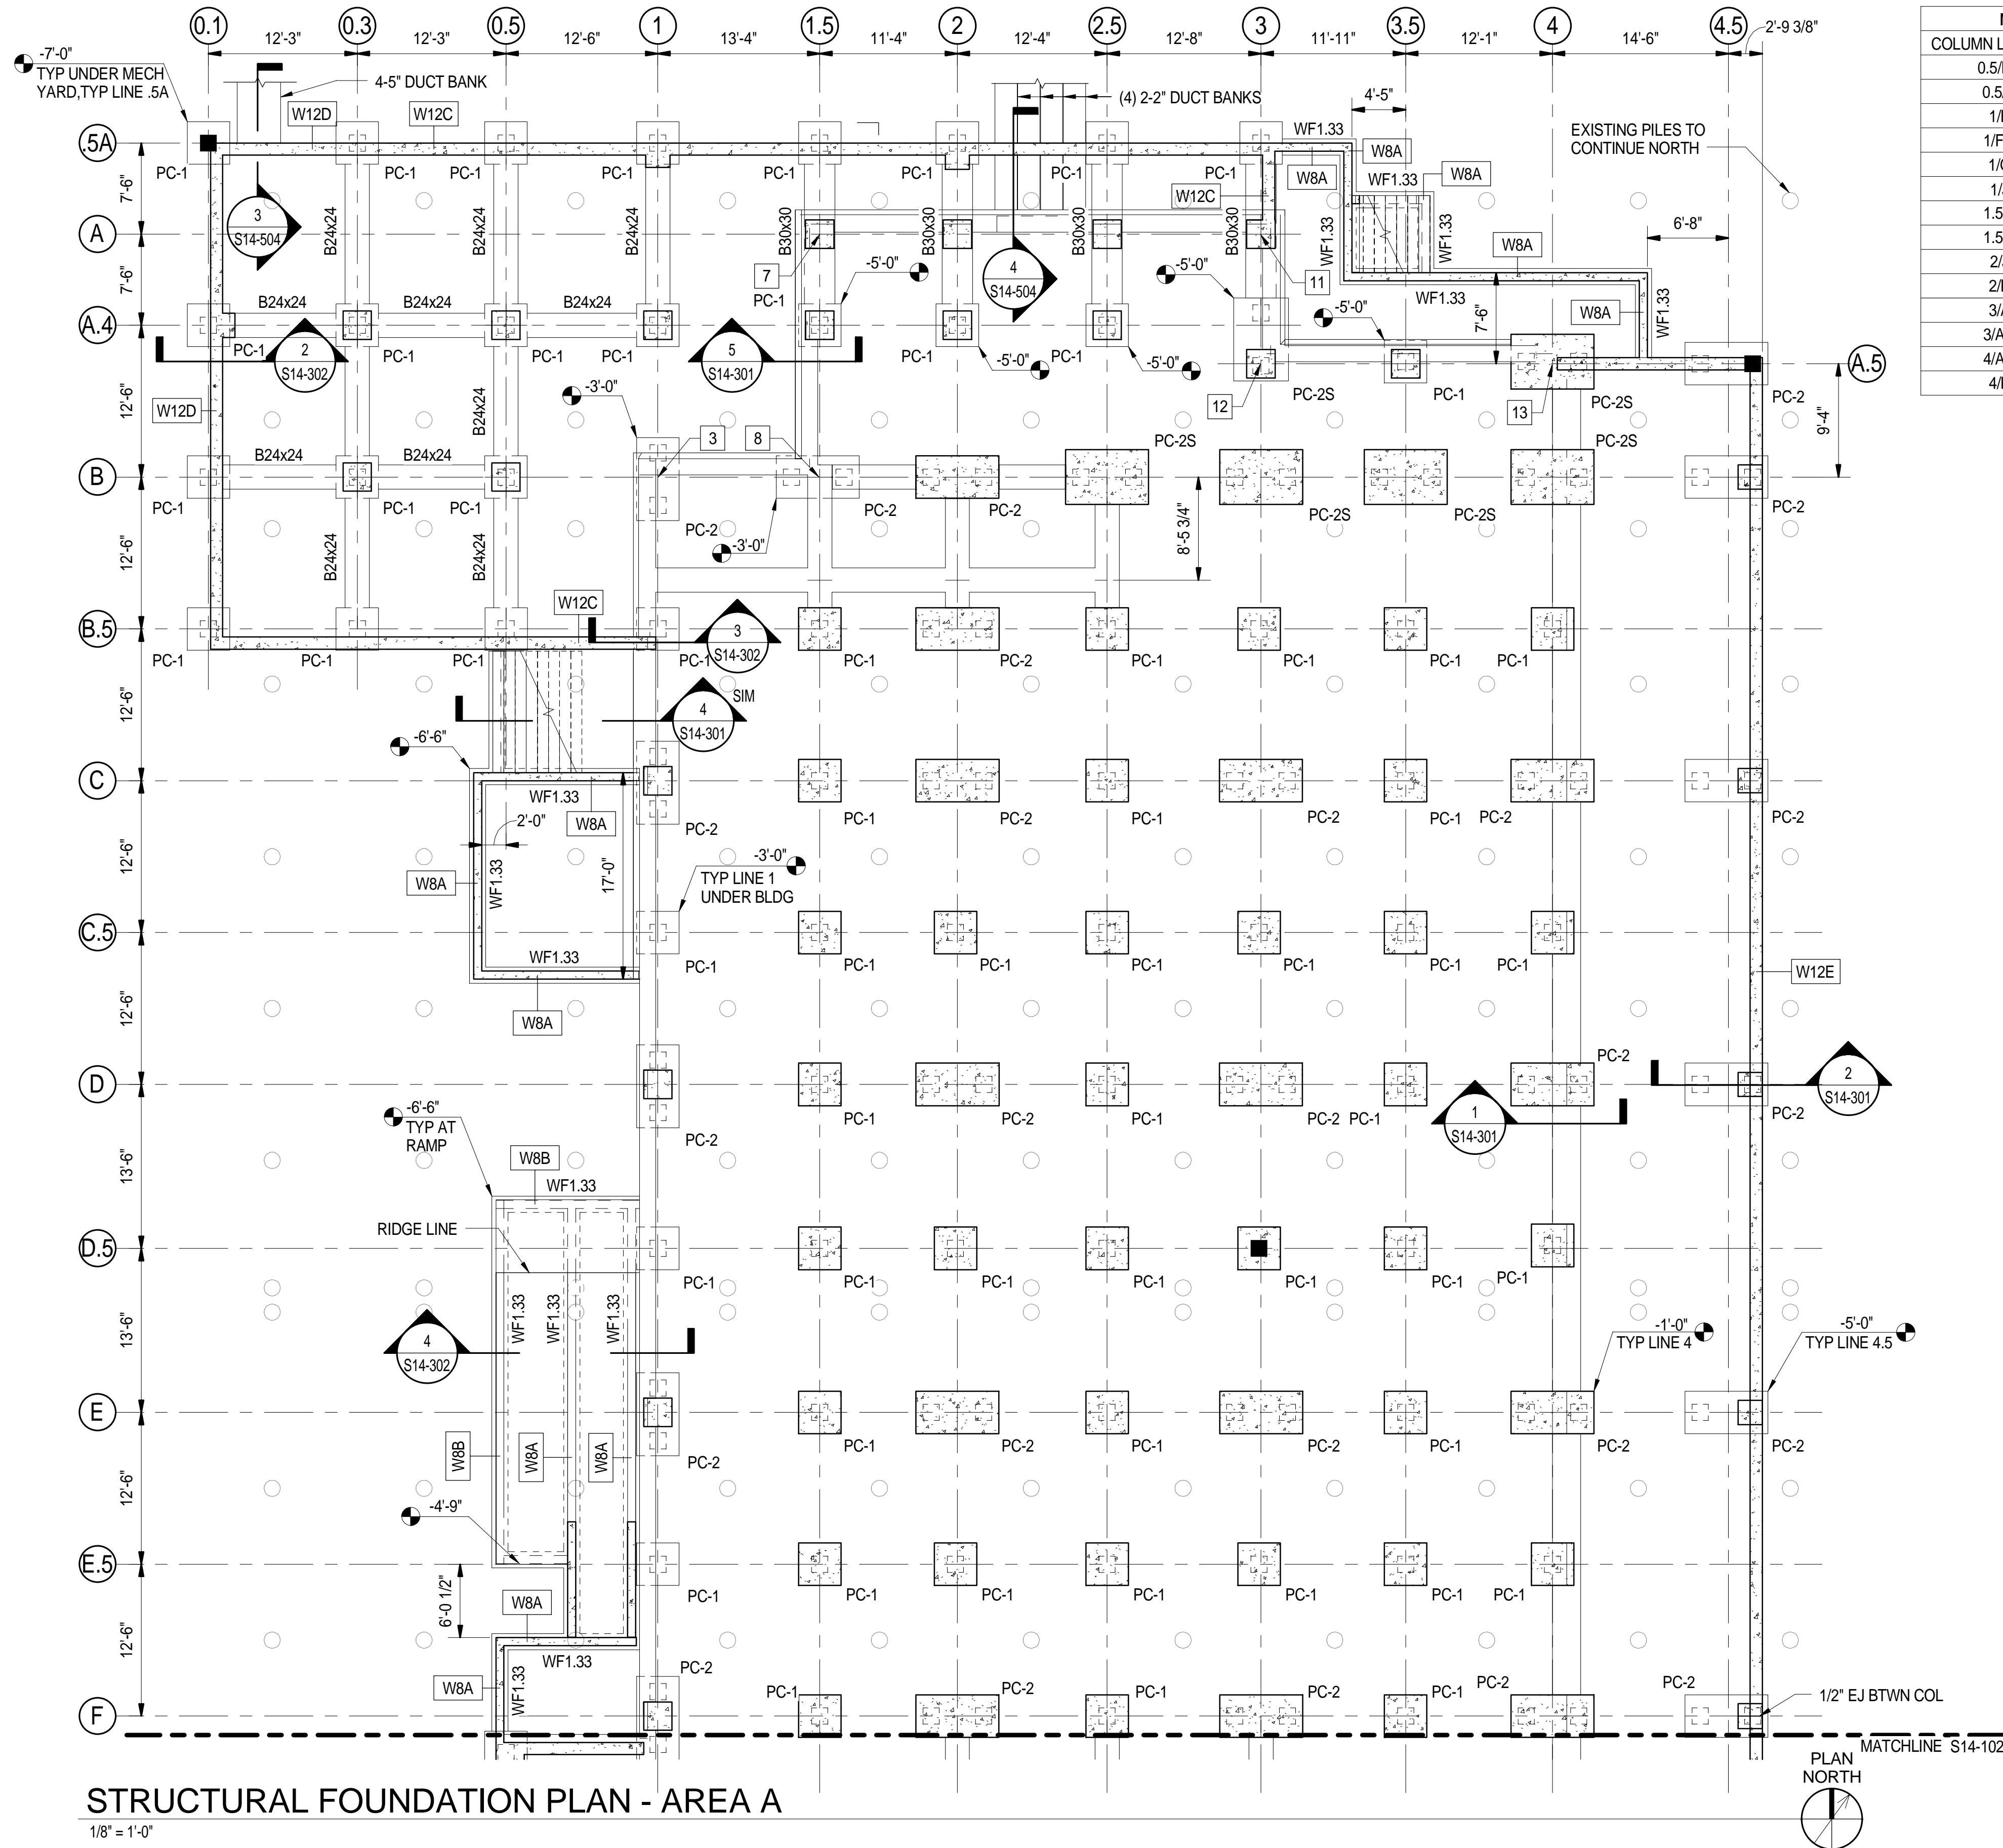 0.1
0.3
0.5
1
1.5
2
2.5
3
3.5
4
4.5
12'-3"
12'-3"
12'-6"
13'-4"
11'-4"
12'-4"
12'-8"
11'-11"
12'-1"
14'-6"
2'-9 3/8"
COLUMN L
-7'-0"
TYP UNDER MECH
YARD,TYP LINE .5A
4-5" DUCT BANK
(4) 2-2" DUCT BANKS
4'-5"
W12D
W12C
WF1.33
W8A
EXISTING PILES TO
CONTINUE NORTH
.5A
PC-1
PC-1
PC-1
PC-1
PC-1
PC-1
PC-1
W8A
WF1.33
W8A
W12C
7'-6"
3
S14-504
B24x24
B24x24
B24x24
B30x30
B30x30
B30x30
B30x30
WF1.33
WF1.33
6'-8"
A
7
-5'-0"
4
S14-504
-5'-0"
11
W8A
7'-6"
PC-1
WF1.33
WF1.33
B24x24
B24x24
B24x24
-5'-0"
7'-6"
W8A
A.4
PC-1
2
S14-302
PC-1
PC-1
PC-1
5
S14-301
PC-1
-5'-0"
PC-1
-5'-0"
A.5
12'-6"
W12D
B24x24
-3'-0"
12
PC-2S
PC-1
13
PC-2S
PC-2
9'-4"
3
8
PC-2S
PC-2S
B24x24
B24x24
B
PC-1
PC-1
PC-1
PC-2
PC-2
PC-2
PC-2S
PC-2S
PC-2
12'-6"
B24x24
B24x24
-3'-0"
8'-5 3/4"
W12C
B.5
3
S14-302
PC-1
PC-1
PC-1
PC-1
PC-1
PC-2
PC-1
PC-1
PC-1
PC-1
12'-6"
SIM
4
S14-301
-6'-6"
C
WF1.33
W8A
2'-0"
PC-2
PC-1
PC-2
PC-1
PC-2
PC-1
PC-2
PC-2
12'-6"
W8A
WF1.33
17'-0"
-3'-0"
TYP LINE 1
UNDER BLDG
C.5
WF1.33
PC-1
PC-1
PC-1
PC-1
PC-1
PC-1
PC-1
W12E
12'-6"
W8A
D
PC-2
2
S14-301
-6'-6"
TYP AT
RAMP
PC-2
PC-1
PC-2
PC-1
PC-2
PC-1
1
S14-301
PC-2
13'-6"
W8B
WF1.33
RIDGE LINE
D.5
PC-1
PC-1
PC-1
PC-1
PC-1
PC-1
PC-1
13'-6"
WF1.33
WF1.33
WF1.33
4
S14-302
-1'-0"
TYP LINE 4
-5'-0"
TYP LINE 4.5
E
PC-2
PC-1
PC-2
PC-1
PC-2
PC-1
PC-2
PC-2
12'-6"
W8B
W8A
W8A
-4'-9"
E.5
6'-0 1/2"
W8A
PC-1
PC-1
PC-1
PC-1
PC-1
PC-1
PC-1
12'-6"
WF1.33
W8A
WF1.33
PC-2
PC-1
PC-2
PC-1
PC-2
PC-1
PC-2
PC-2
1/2" EJ BTWN COL
F
MATCHLINE S14-102
PLAN
NORTH
STRUCTURAL FOUNDATION PLAN - AREA A
1/8" = 1'-0"